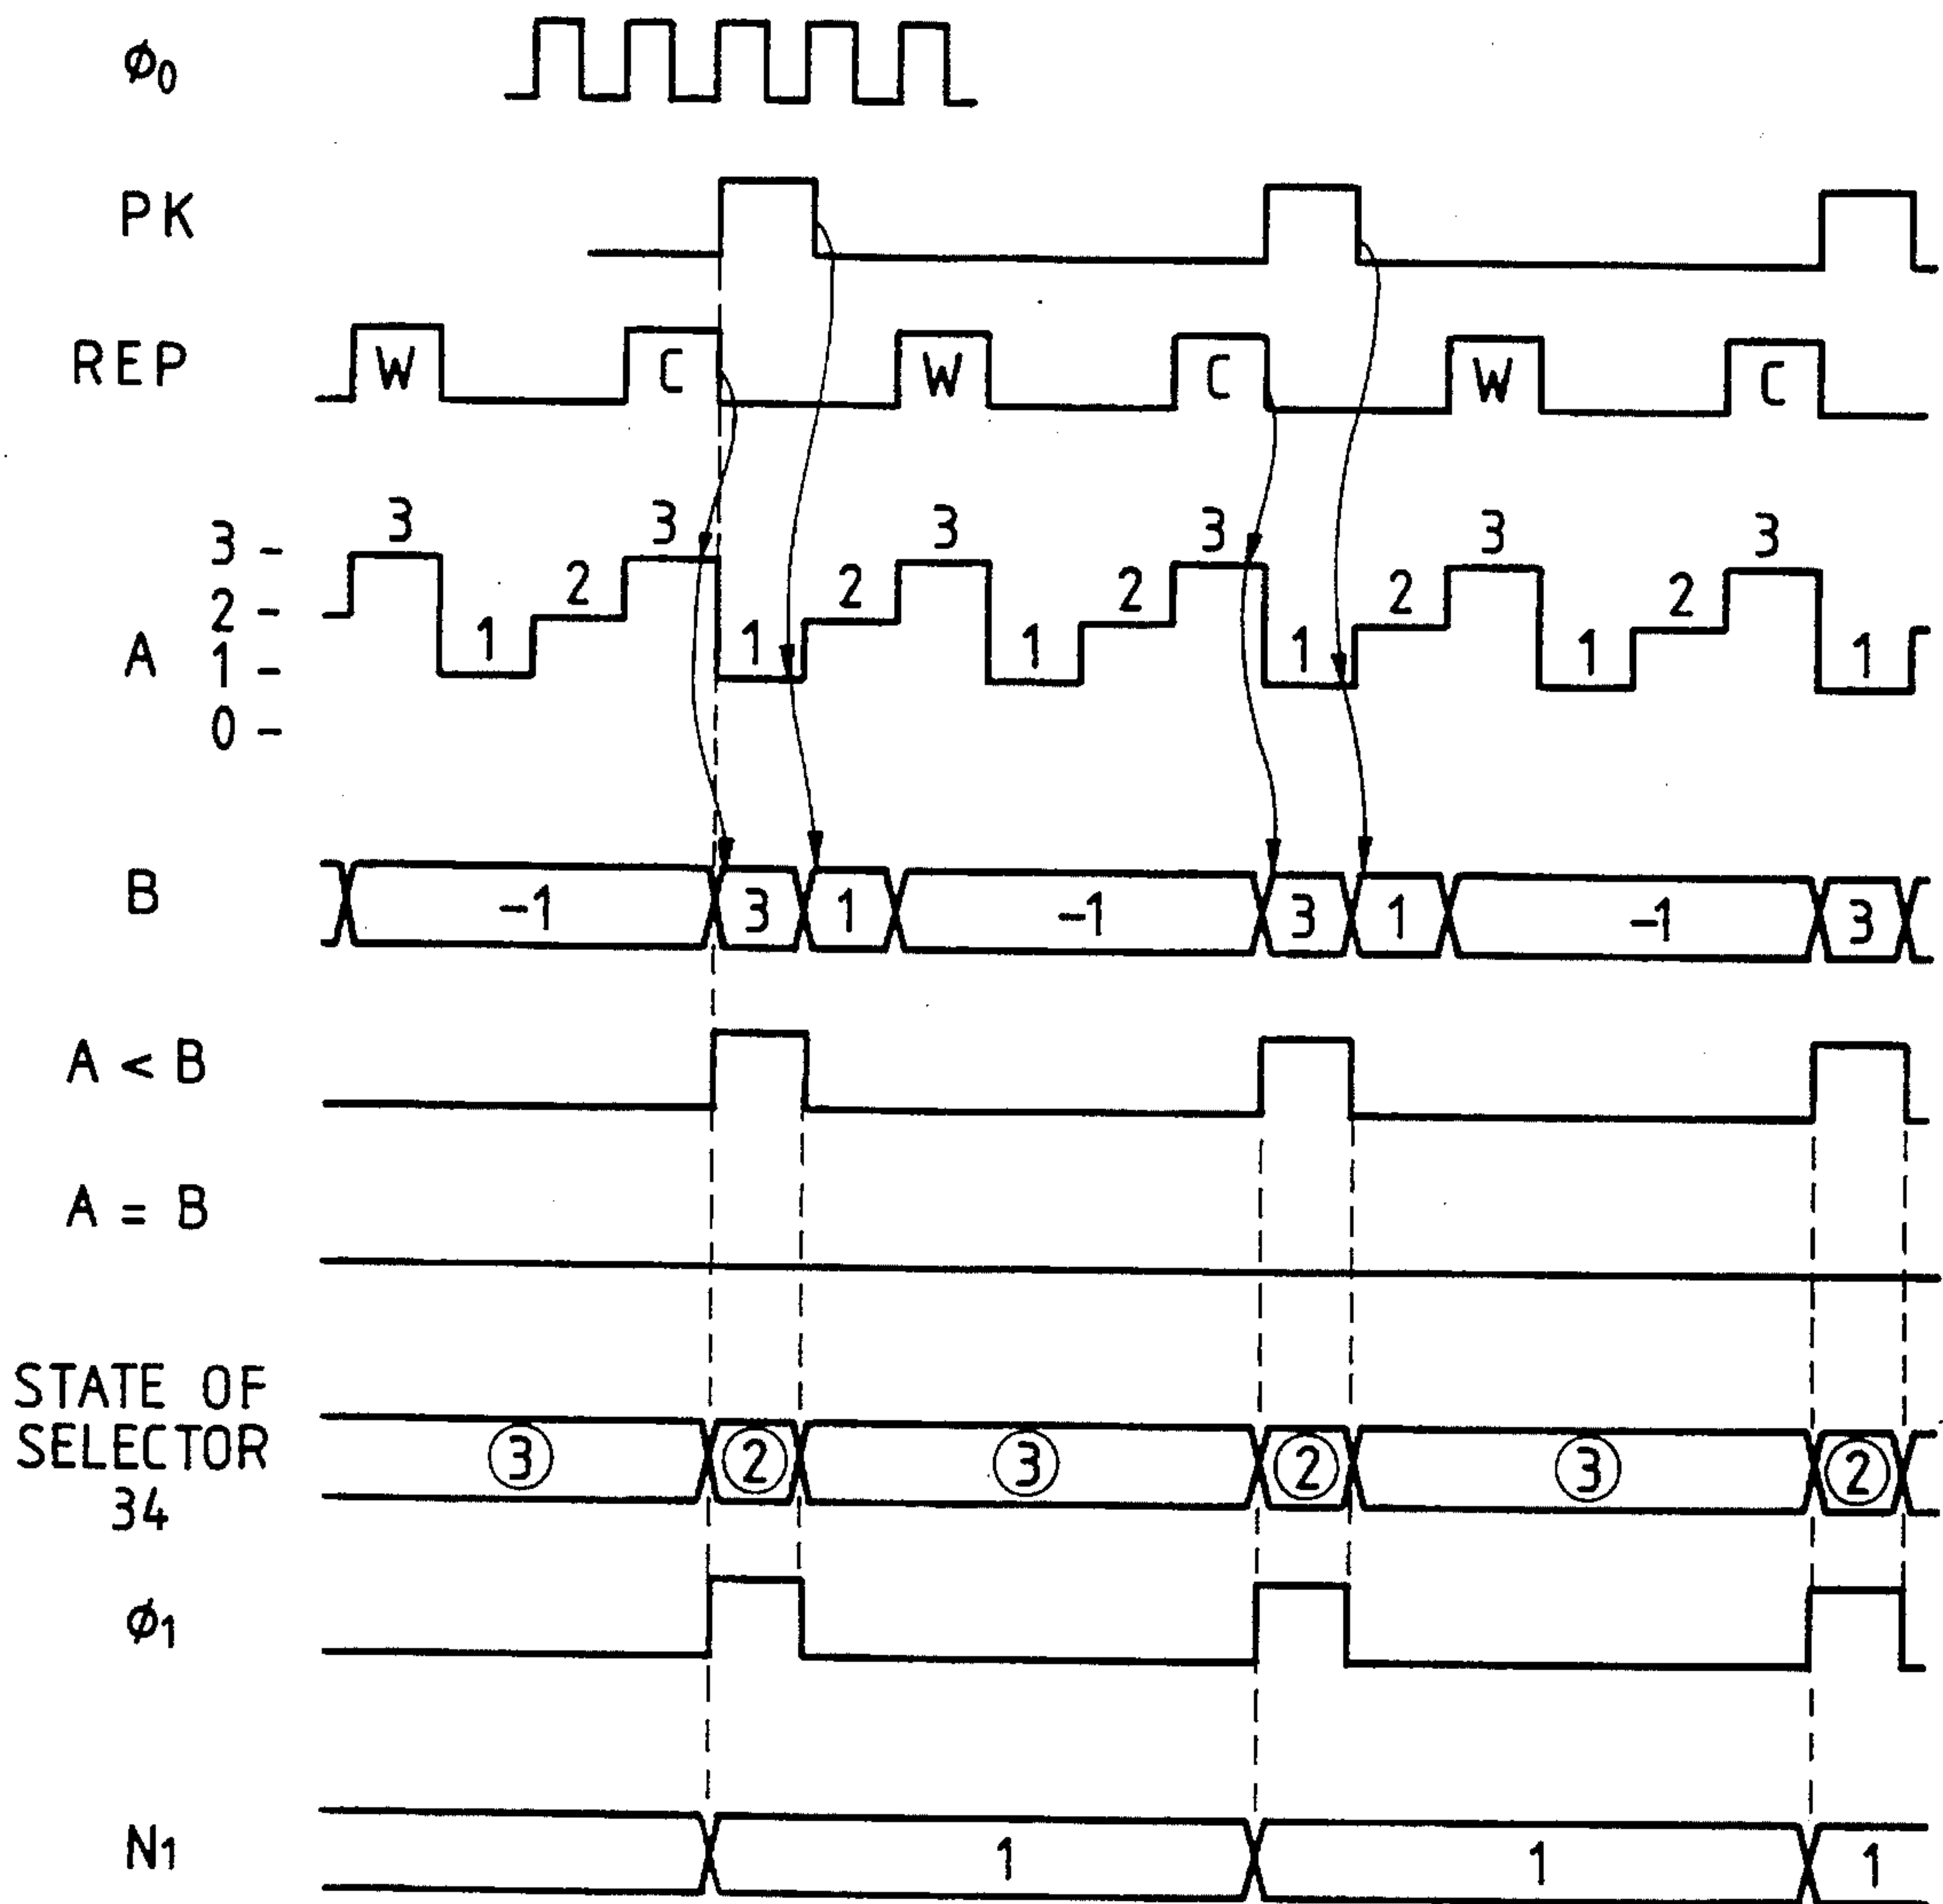 ϕ0
PK
REP W C W C W C
3 - 3 3 3 3 3 3
2 - 2 2 2 2 2
A 1 - 1 1 1 1 1 1
0 -
B -1 3 1 -1 3 1 -1 3
A < B
A = B
STATE OF
SELECTOR ③ ② ③ ② ③ ②
34
ϕ1
N1 1 1 1